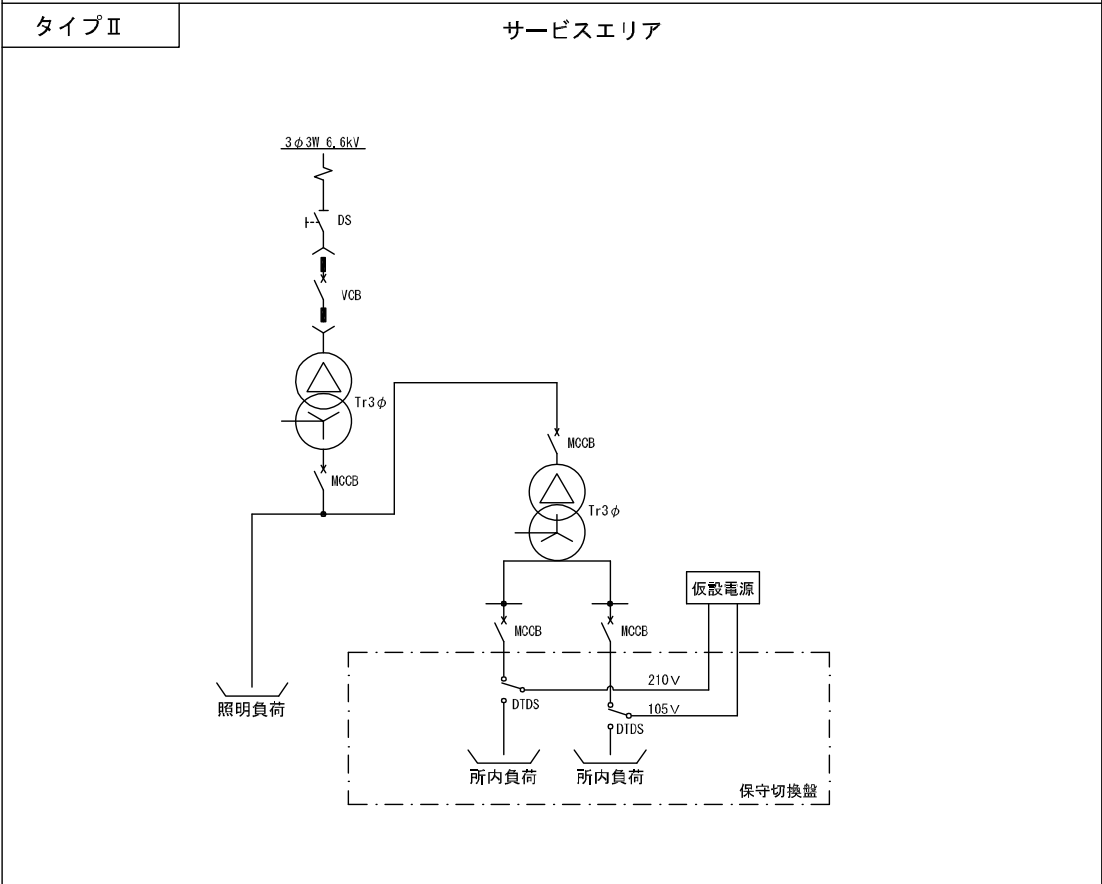 タイプⅡ
サービスエリア
3φ3W 6,6kV
DS
VCB
Tr3φ
MCCB
MCCB
Tr3φ
仮設電源
MCCB
MCCB
210V
105V
DTDS
DTDS
照明負荷
所内負荷
所内負荷
保守切換盤